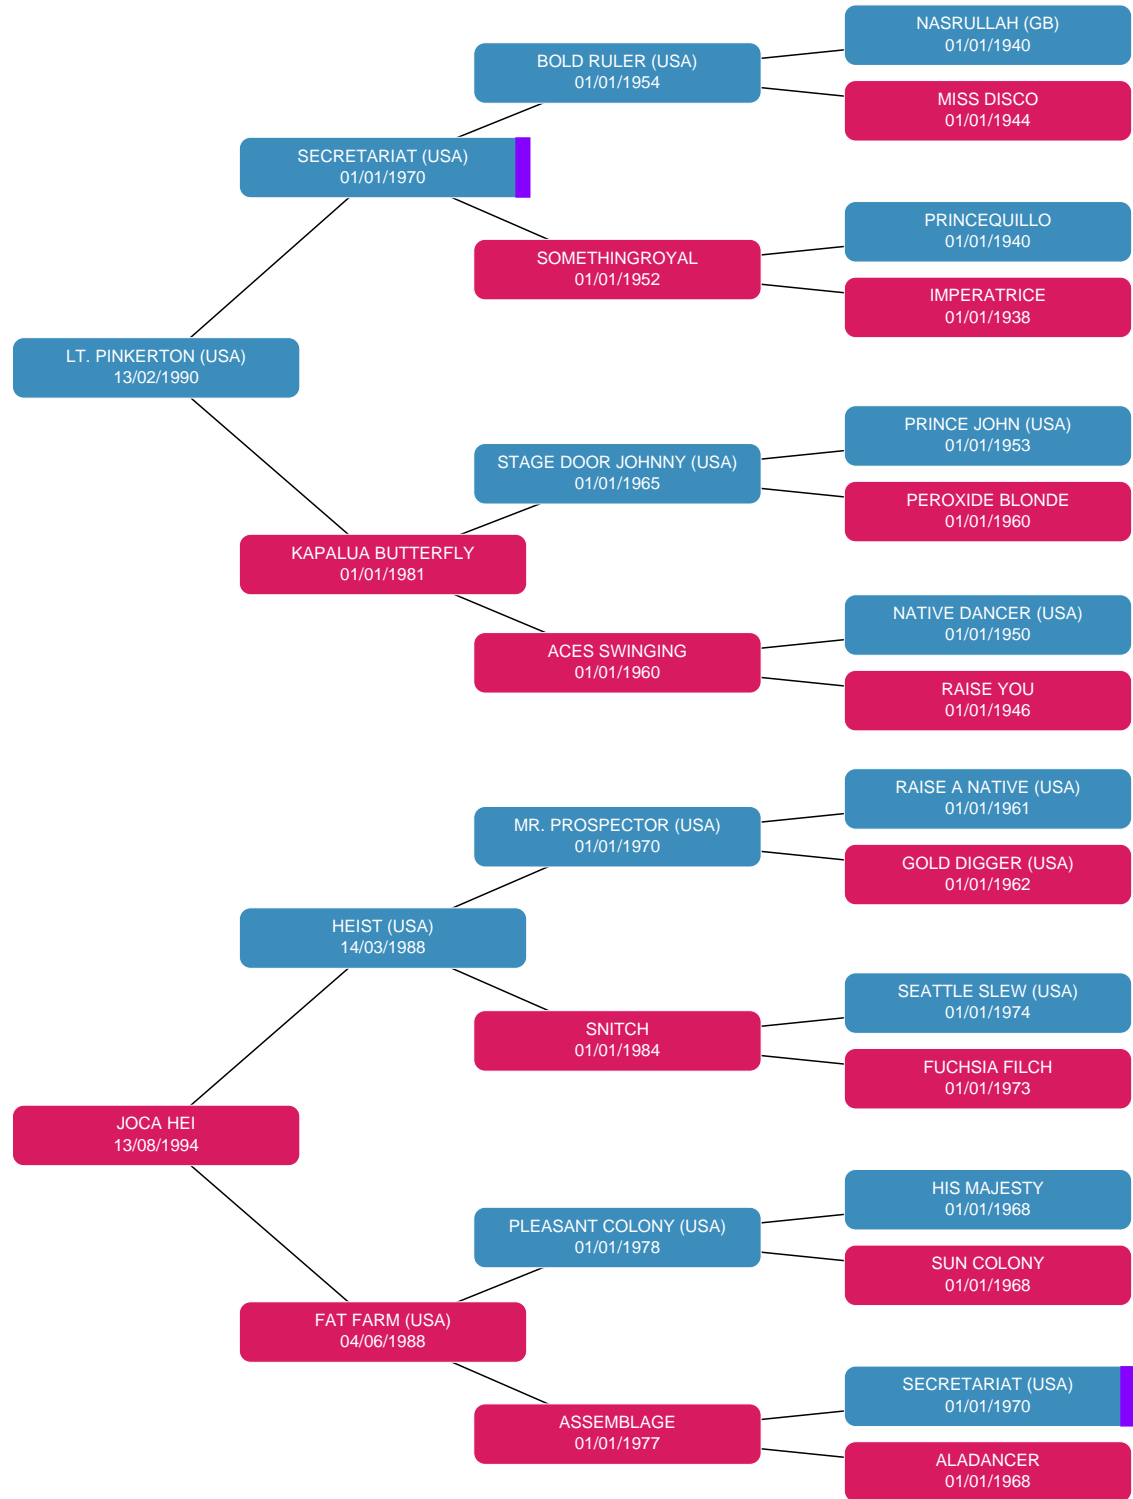 NASRULLAH (GB)
01/01/1940
BOLD RULER (USA)
01/01/1954
MISS DISCO
01/01/1944
SECRETARIAT (USA)
01/01/1970
PRINCEQUILLO
01/01/1940
SOMETHINGROYAL
01/01/1952
IMPERATRICE
01/01/1938
LT. PINKERTON (USA)
13/02/1990
PRINCE JOHN (USA)
01/01/1953
STAGE DOOR JOHNNY (USA)
01/01/1965
PEROXIDE BLONDE
01/01/1960
KAPALUA BUTTERFLY
01/01/1981
NATIVE DANCER (USA)
01/01/1950
ACES SWINGING
01/01/1960
RAISE YOU
01/01/1946
RAISE A NATIVE (USA)
01/01/1961
MR. PROSPECTOR (USA)
01/01/1970
GOLD DIGGER (USA)
01/01/1962
HEIST (USA)
14/03/1988
SEATTLE SLEW (USA)
01/01/1974
SNITCH
01/01/1984
FUCHSIA FILCH
01/01/1973
JOCA HEI
13/08/1994
HIS MAJESTY
01/01/1968
PLEASANT COLONY (USA)
01/01/1978
SUN COLONY
01/01/1968
FAT FARM (USA)
04/06/1988
SECRETARIAT (USA)
01/01/1970
ASSEMBLAGE
01/01/1977
ALADANCER
01/01/1968